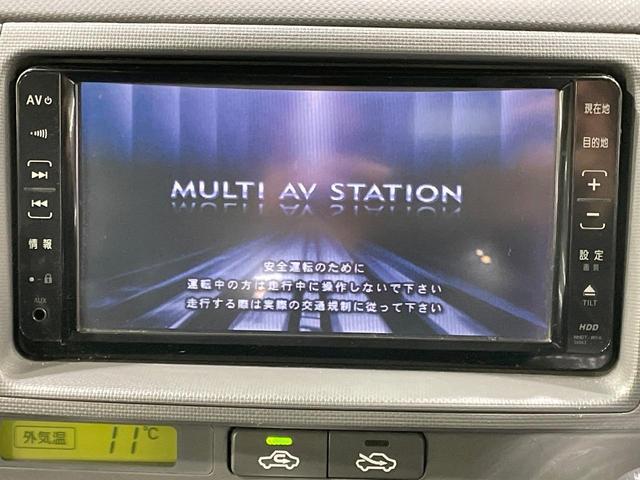 AV
現在地
目的地
情報
AUX
MULTI AV STATION
安全運転のために
運転中の方は走行中に操作しないで下さい
走行する際は実際の交通規制に従って下さい
+
−
設定
画質
TILT
HDD
外気温
11℃